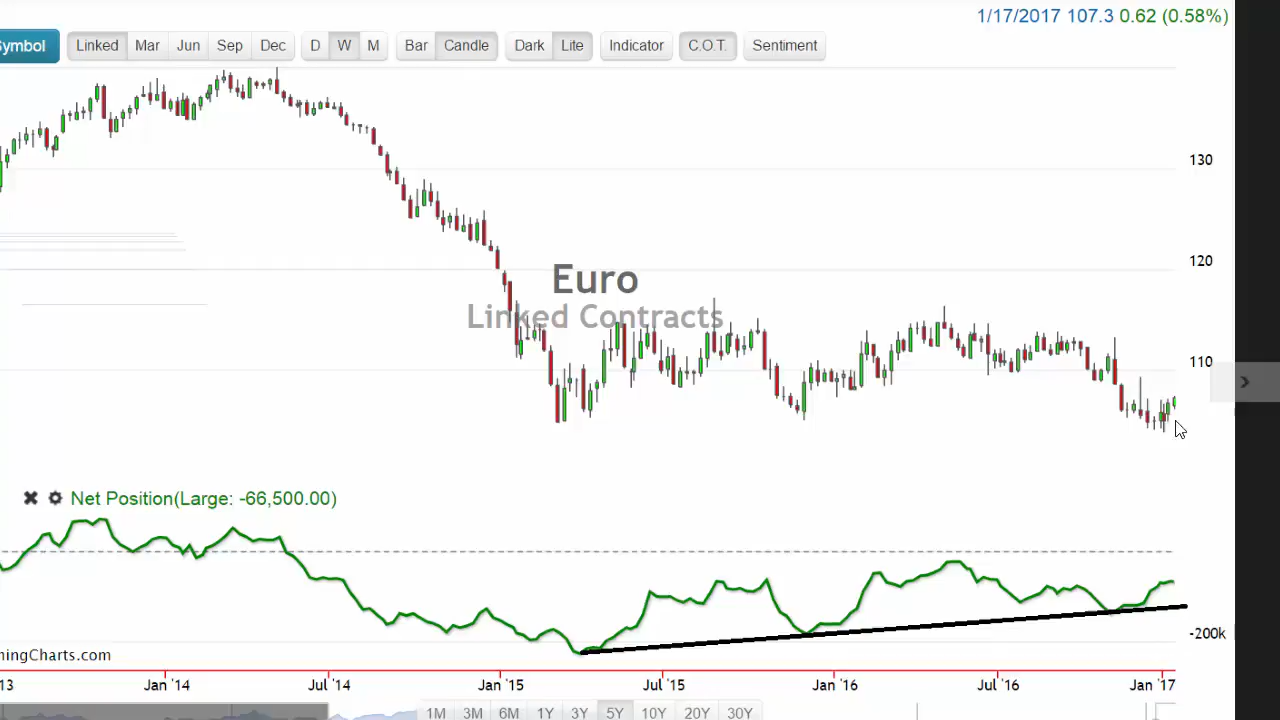 1/17/2017 107.3 0.62 (0.58%)
Symbol Linked Mar Jun Sep Dec D W M Bar Candle Dark Lite Indicator C.O.T. Sentiment
130
120
Euro
Linked Contracts
110
Net Position(Large: -66,500.00)
-200k
ningCharts.com
'13 Jan '14 Jul '14 Jan '15 Jul '15 Jan '16 Jul '16 Jan '17
1M 3M 6M 1Y 3Y 5Y 10Y 20Y 30Y